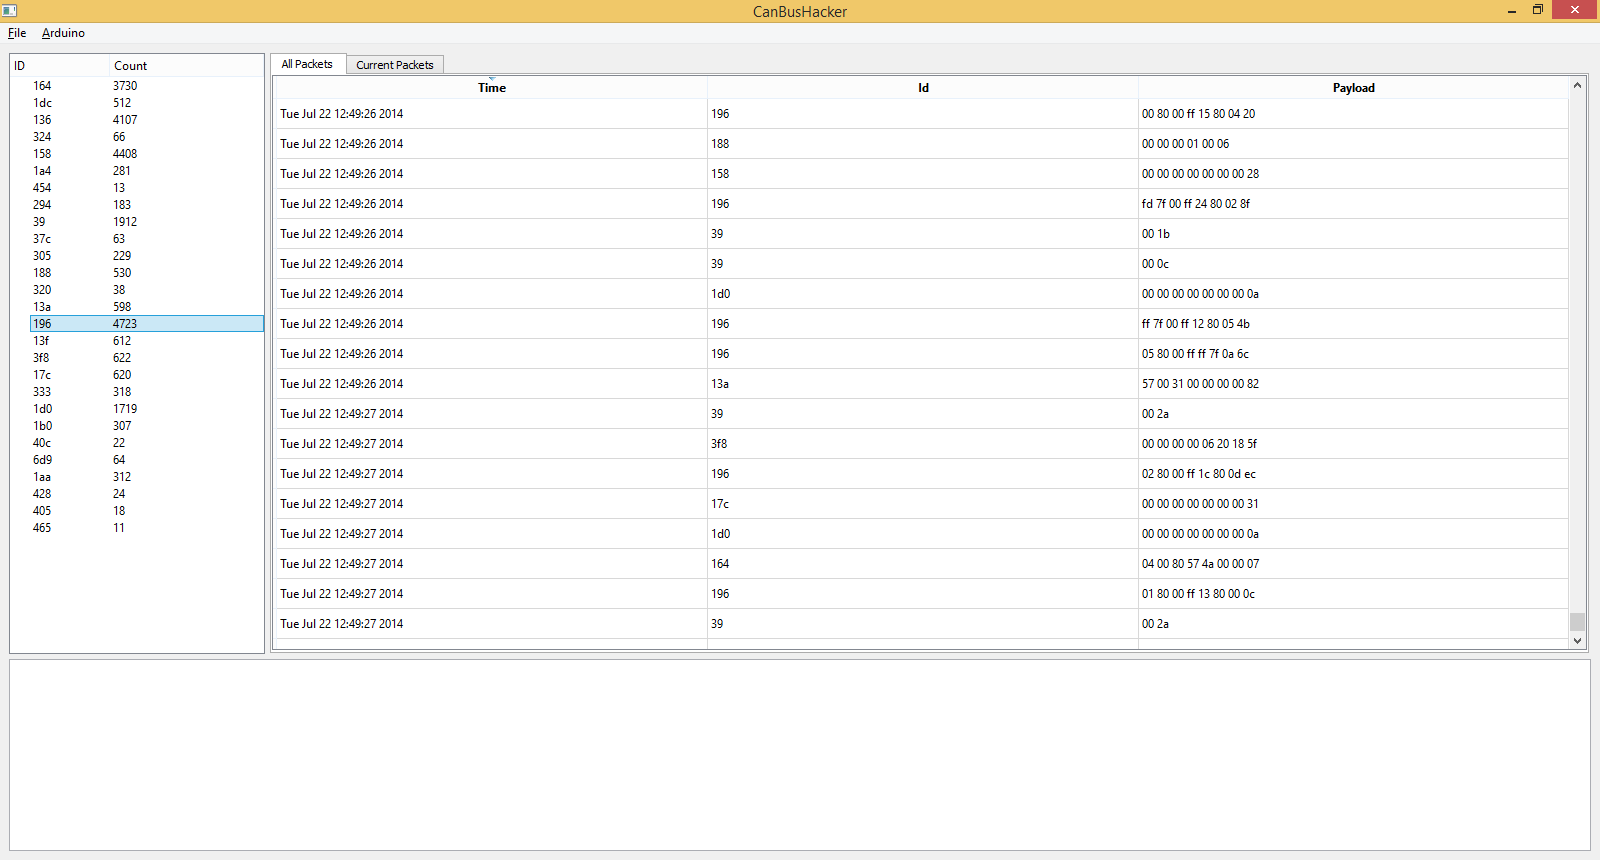 CanBusHacker
File Arduino
ID Count
164 3730
1dc 512
136 4107
324 66
158 4408
1a4 281
454 13
294 183
39 1912
37c 63
305 229
188 530
320 38
13a 598
196 4723
13f 612
3f8 622
17c 620
333 318
1d0 1719
1b0 307
40c 22
6d9 64
1aa 312
428 24
405 18
465 11
All Packets Current Packets
Time Id Payload
Tue Jul 22 12:49:26 2014 196 00 80 00 ff 15 80 04 20
Tue Jul 22 12:49:26 2014 188 00 00 00 01 00 06
Tue Jul 22 12:49:26 2014 158 00 00 00 00 00 00 00 28
Tue Jul 22 12:49:26 2014 196 fd 7f 00 ff 24 80 02 8f
Tue Jul 22 12:49:26 2014 39 00 1b
Tue Jul 22 12:49:26 2014 39 00 0c
Tue Jul 22 12:49:26 2014 1d0 00 00 00 00 00 00 00 0a
Tue Jul 22 12:49:26 2014 196 ff 7f 00 ff 12 80 05 4b
Tue Jul 22 12:49:26 2014 196 05 80 00 ff ff 7f 0a 6c
Tue Jul 22 12:49:26 2014 13a 57 00 31 00 00 00 00 82
Tue Jul 22 12:49:27 2014 39 00 2a
Tue Jul 22 12:49:27 2014 3f8 00 00 00 00 06 20 18 5f
Tue Jul 22 12:49:27 2014 196 02 80 00 ff 1c 80 0d ec
Tue Jul 22 12:49:27 2014 17c 00 00 00 00 00 00 00 31
Tue Jul 22 12:49:27 2014 1d0 00 00 00 00 00 00 00 0a
Tue Jul 22 12:49:27 2014 164 04 00 80 57 4a 00 00 07
Tue Jul 22 12:49:27 2014 196 01 80 00 ff 13 80 00 0c
Tue Jul 22 12:49:27 2014 39 00 2a